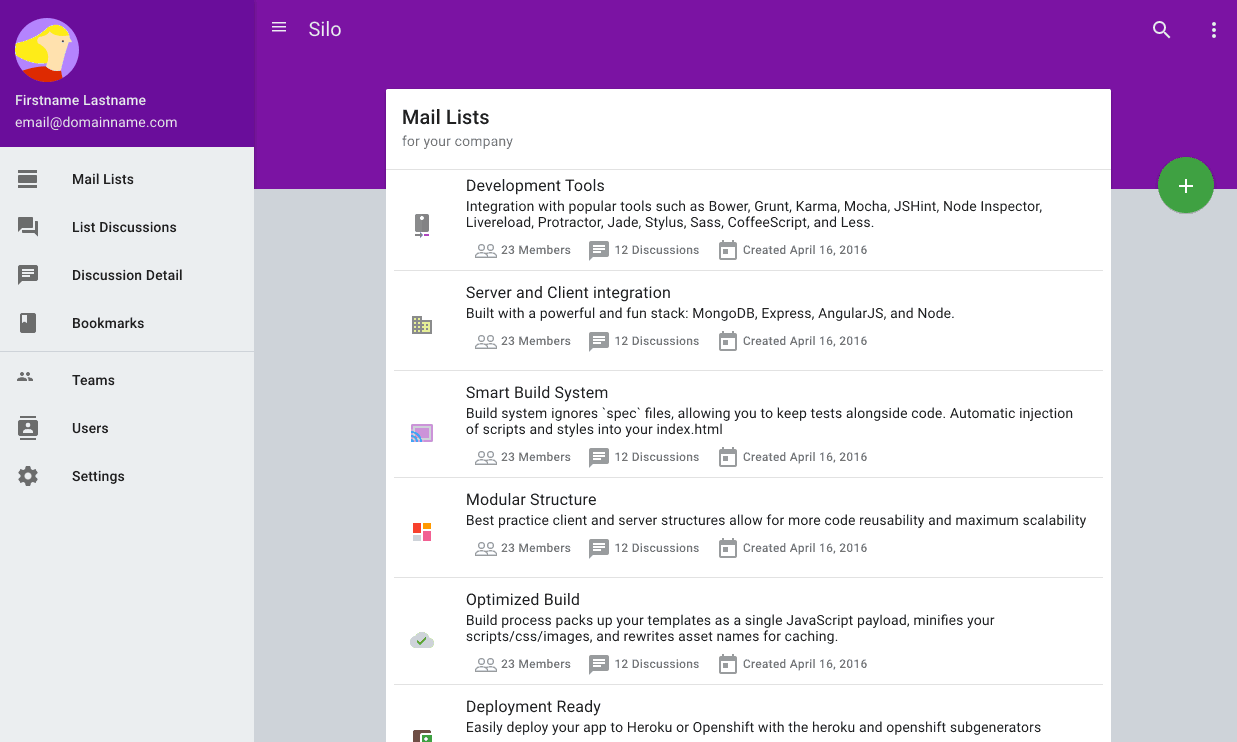 Silo
Firstname Lastname
email@domainname.com
Mail Lists
List Discussions
Discussion Detail
Bookmarks
Teams
Users
Settings
Mail Lists
for your company
Development Tools
Integration with popular tools such as Bower, Grunt, Karma, Mocha, JSHint, Node Inspector,
Livereload, Protractor, Jade, Stylus, Sass, CoffeeScript, and Less.
23 Members 12 Discussions Created April 16, 2016
Server and Client integration
Built with a powerful and fun stack: MongoDB, Express, AngularJS, and Node.
23 Members 12 Discussions Created April 16, 2016
Smart Build System
Build system ignores `spec` files, allowing you to keep tests alongside code. Automatic injection
of scripts and styles into your index.html
23 Members 12 Discussions Created April 16, 2016
Modular Structure
Best practice client and server structures allow for more code reusability and maximum scalability
23 Members 12 Discussions Created April 16, 2016
Optimized Build
Build process packs up your templates as a single JavaScript payload, minifies your
scripts/css/images, and rewrites asset names for caching.
23 Members 12 Discussions Created April 16, 2016
Deployment Ready
Easily deploy your app to Heroku or Openshift with the heroku and openshift subgenerators